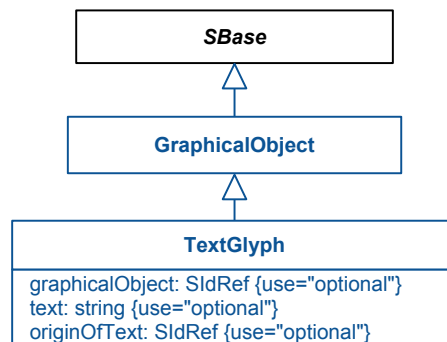 SBase
GraphicalObject
TextGlyph
graphicalObject: SIdRef {use="optional"}
text: string {use="optional"}
originOfText: SIdRef {use="optional"}